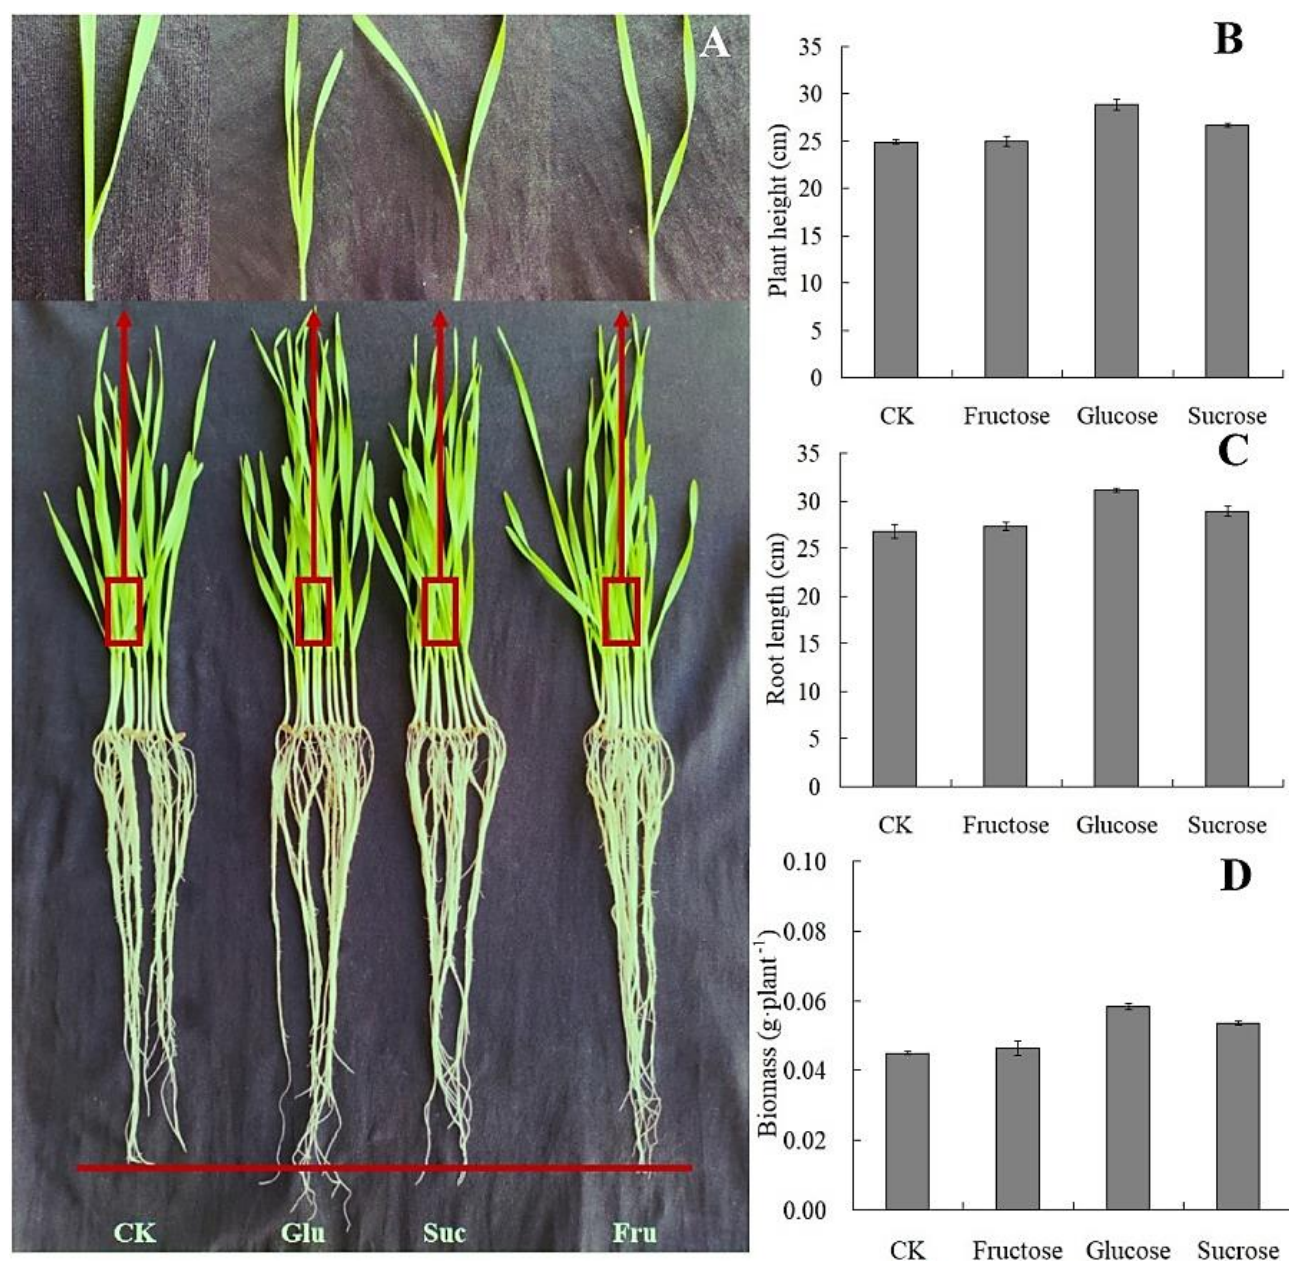 A
CK
Glu
Suc
Fru
B
Plant height (cm)
35
30
25
20
15
10
5
0
CK
Fructose
Glucose
Sucrose
C
Root length (cm)
35
30
25
20
15
10
5
0
CK
Fructose
Glucose
Sucrose
D
Biomass (g·plant⁻¹)
0.10
0.08
0.06
0.04
0.02
0.00
CK
Fructose
Glucose
Sucrose